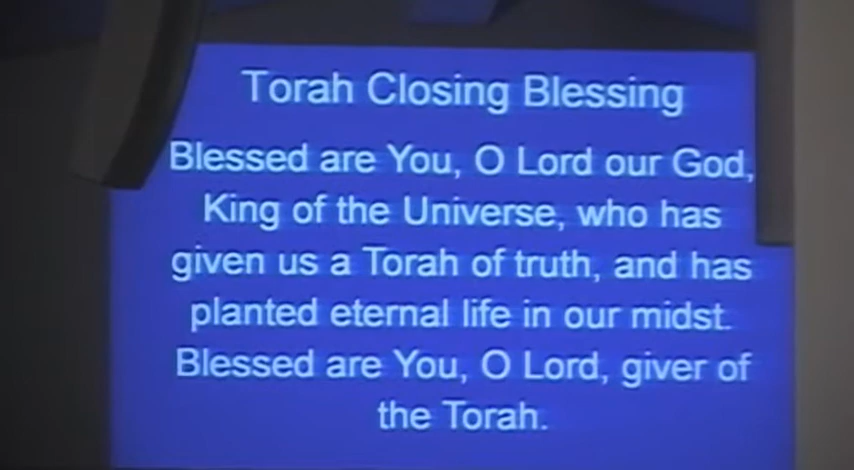 Torah Closing Blessing
Blessed are You, O Lord our God,
King of the Universe, who has
given us a Torah of truth, and has
planted eternal life in our midst.
Blessed are You, O Lord, giver of
the Torah.